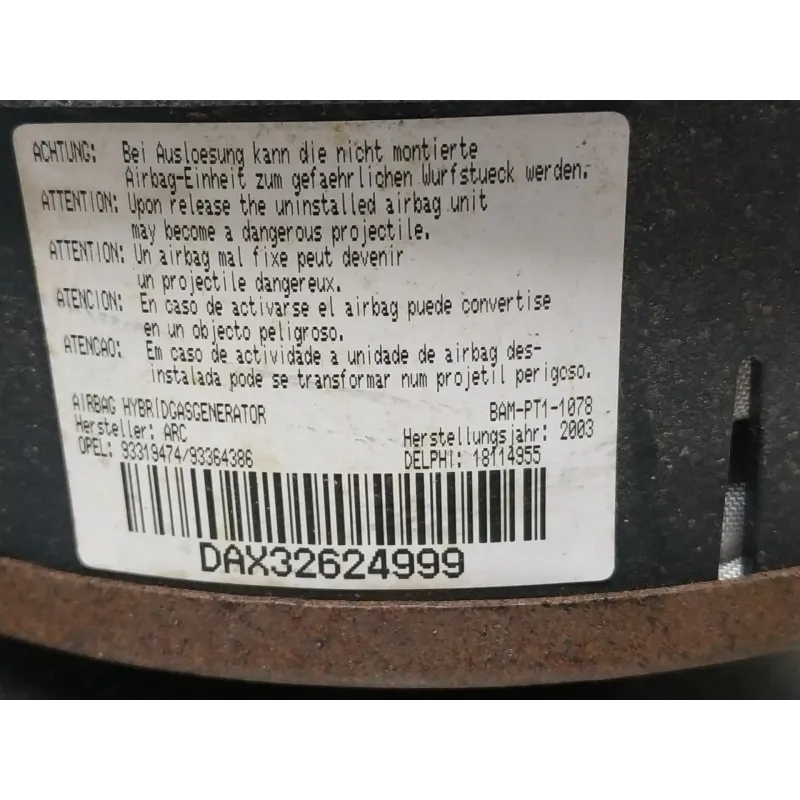 ACHTUNG: Bei Ausloesung kann die nicht montierte
Airbag-Einheit zum gefaehrlichen Wurfstueck werden.
ATTENTION: Upon release the uninstalled airbag unit
may become a dangerous projectile.
ATTENTION: Un airbag mal fixe peut devenir
un projectile dangereux.
ATENCION: En caso de activarse el airbag puede convertise
en un objecto peligroso.
ATENCAO: Em caso de actividade a unidade de airbag des-
instalada pode se transformar num projetil perigoso.
AIRBAG HYBRIDGASGENERATOR BAM-PT1-1078
Hersteller: ARC Herstellungsjahr: 2003
OPEL: 93319474/93364386 DELPHI: 18114955
DAX32624999